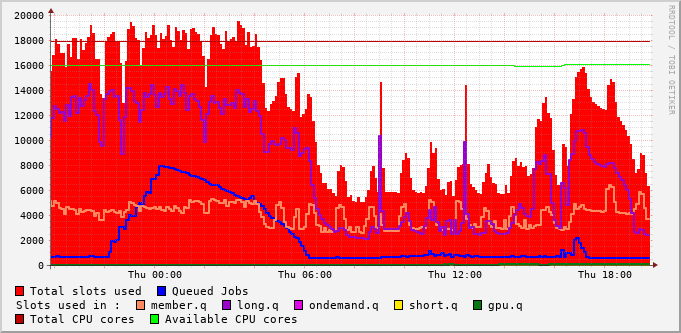 20000
18000
16000
14000
12000
10000
8000
6000
4000
2000
0
Thu 00:00 Thu 06:00 Thu 12:00 Thu 18:00
RRDTOOL / TOBI OETIKER
Total slots used Queued Jobs
Slots used in : member.q long.q ondemand.q short.q gpu.q
Total CPU cores Available CPU cores